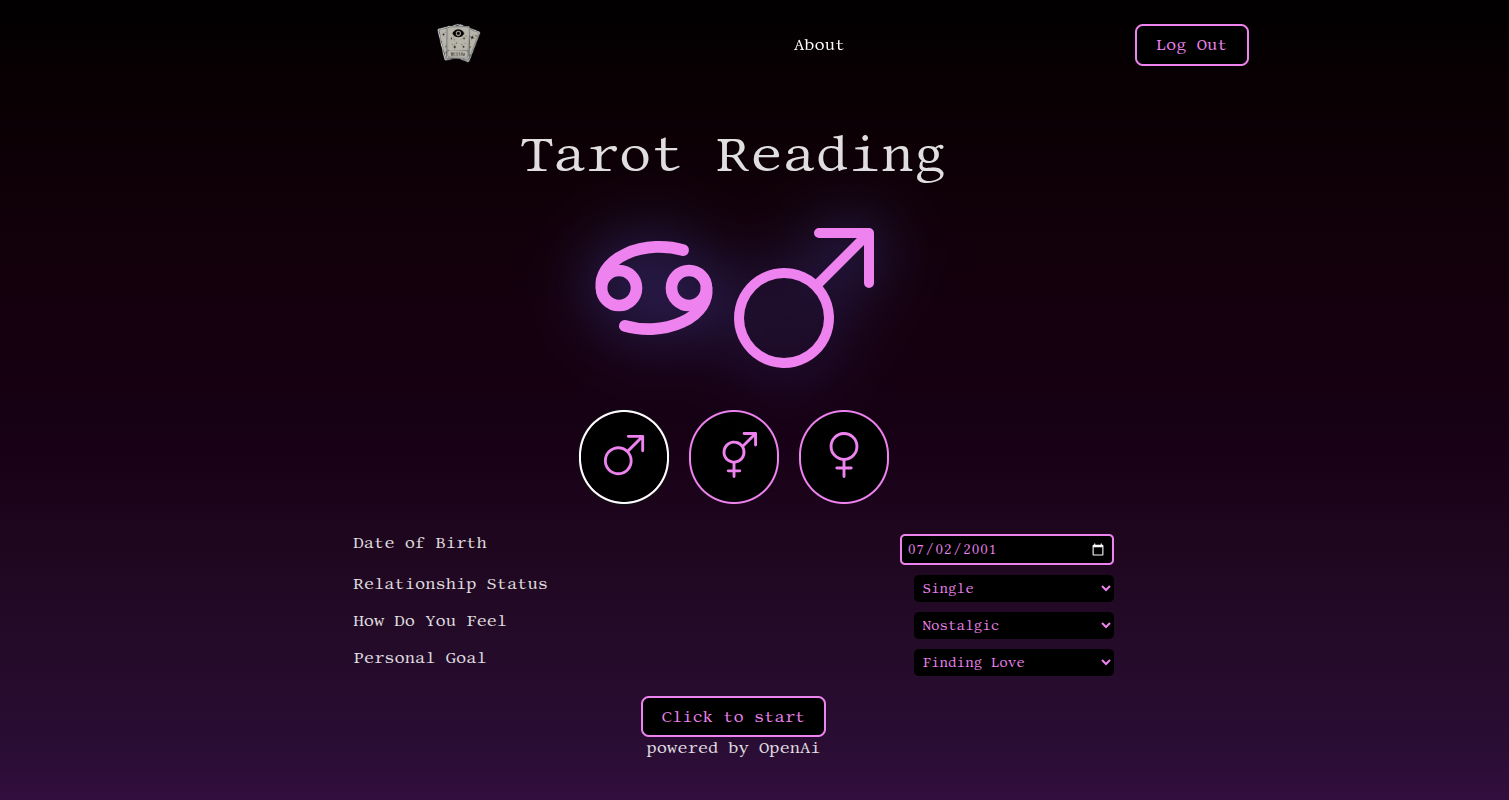 About
Log Out
Tarot Reading
Date of Birth
07/02/2001
Relationship Status
Single
How Do You Feel
Nostalgic
Personal Goal
Finding Love
Click to start
powered by OpenAi